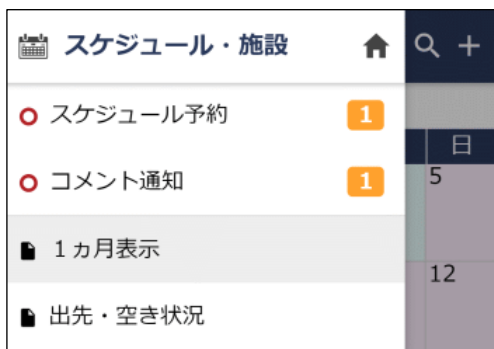 スケジュール・施設
スケジュール予約 1
コメント通知 1
1ヵ月表示
出先・空き状況
日
5
12